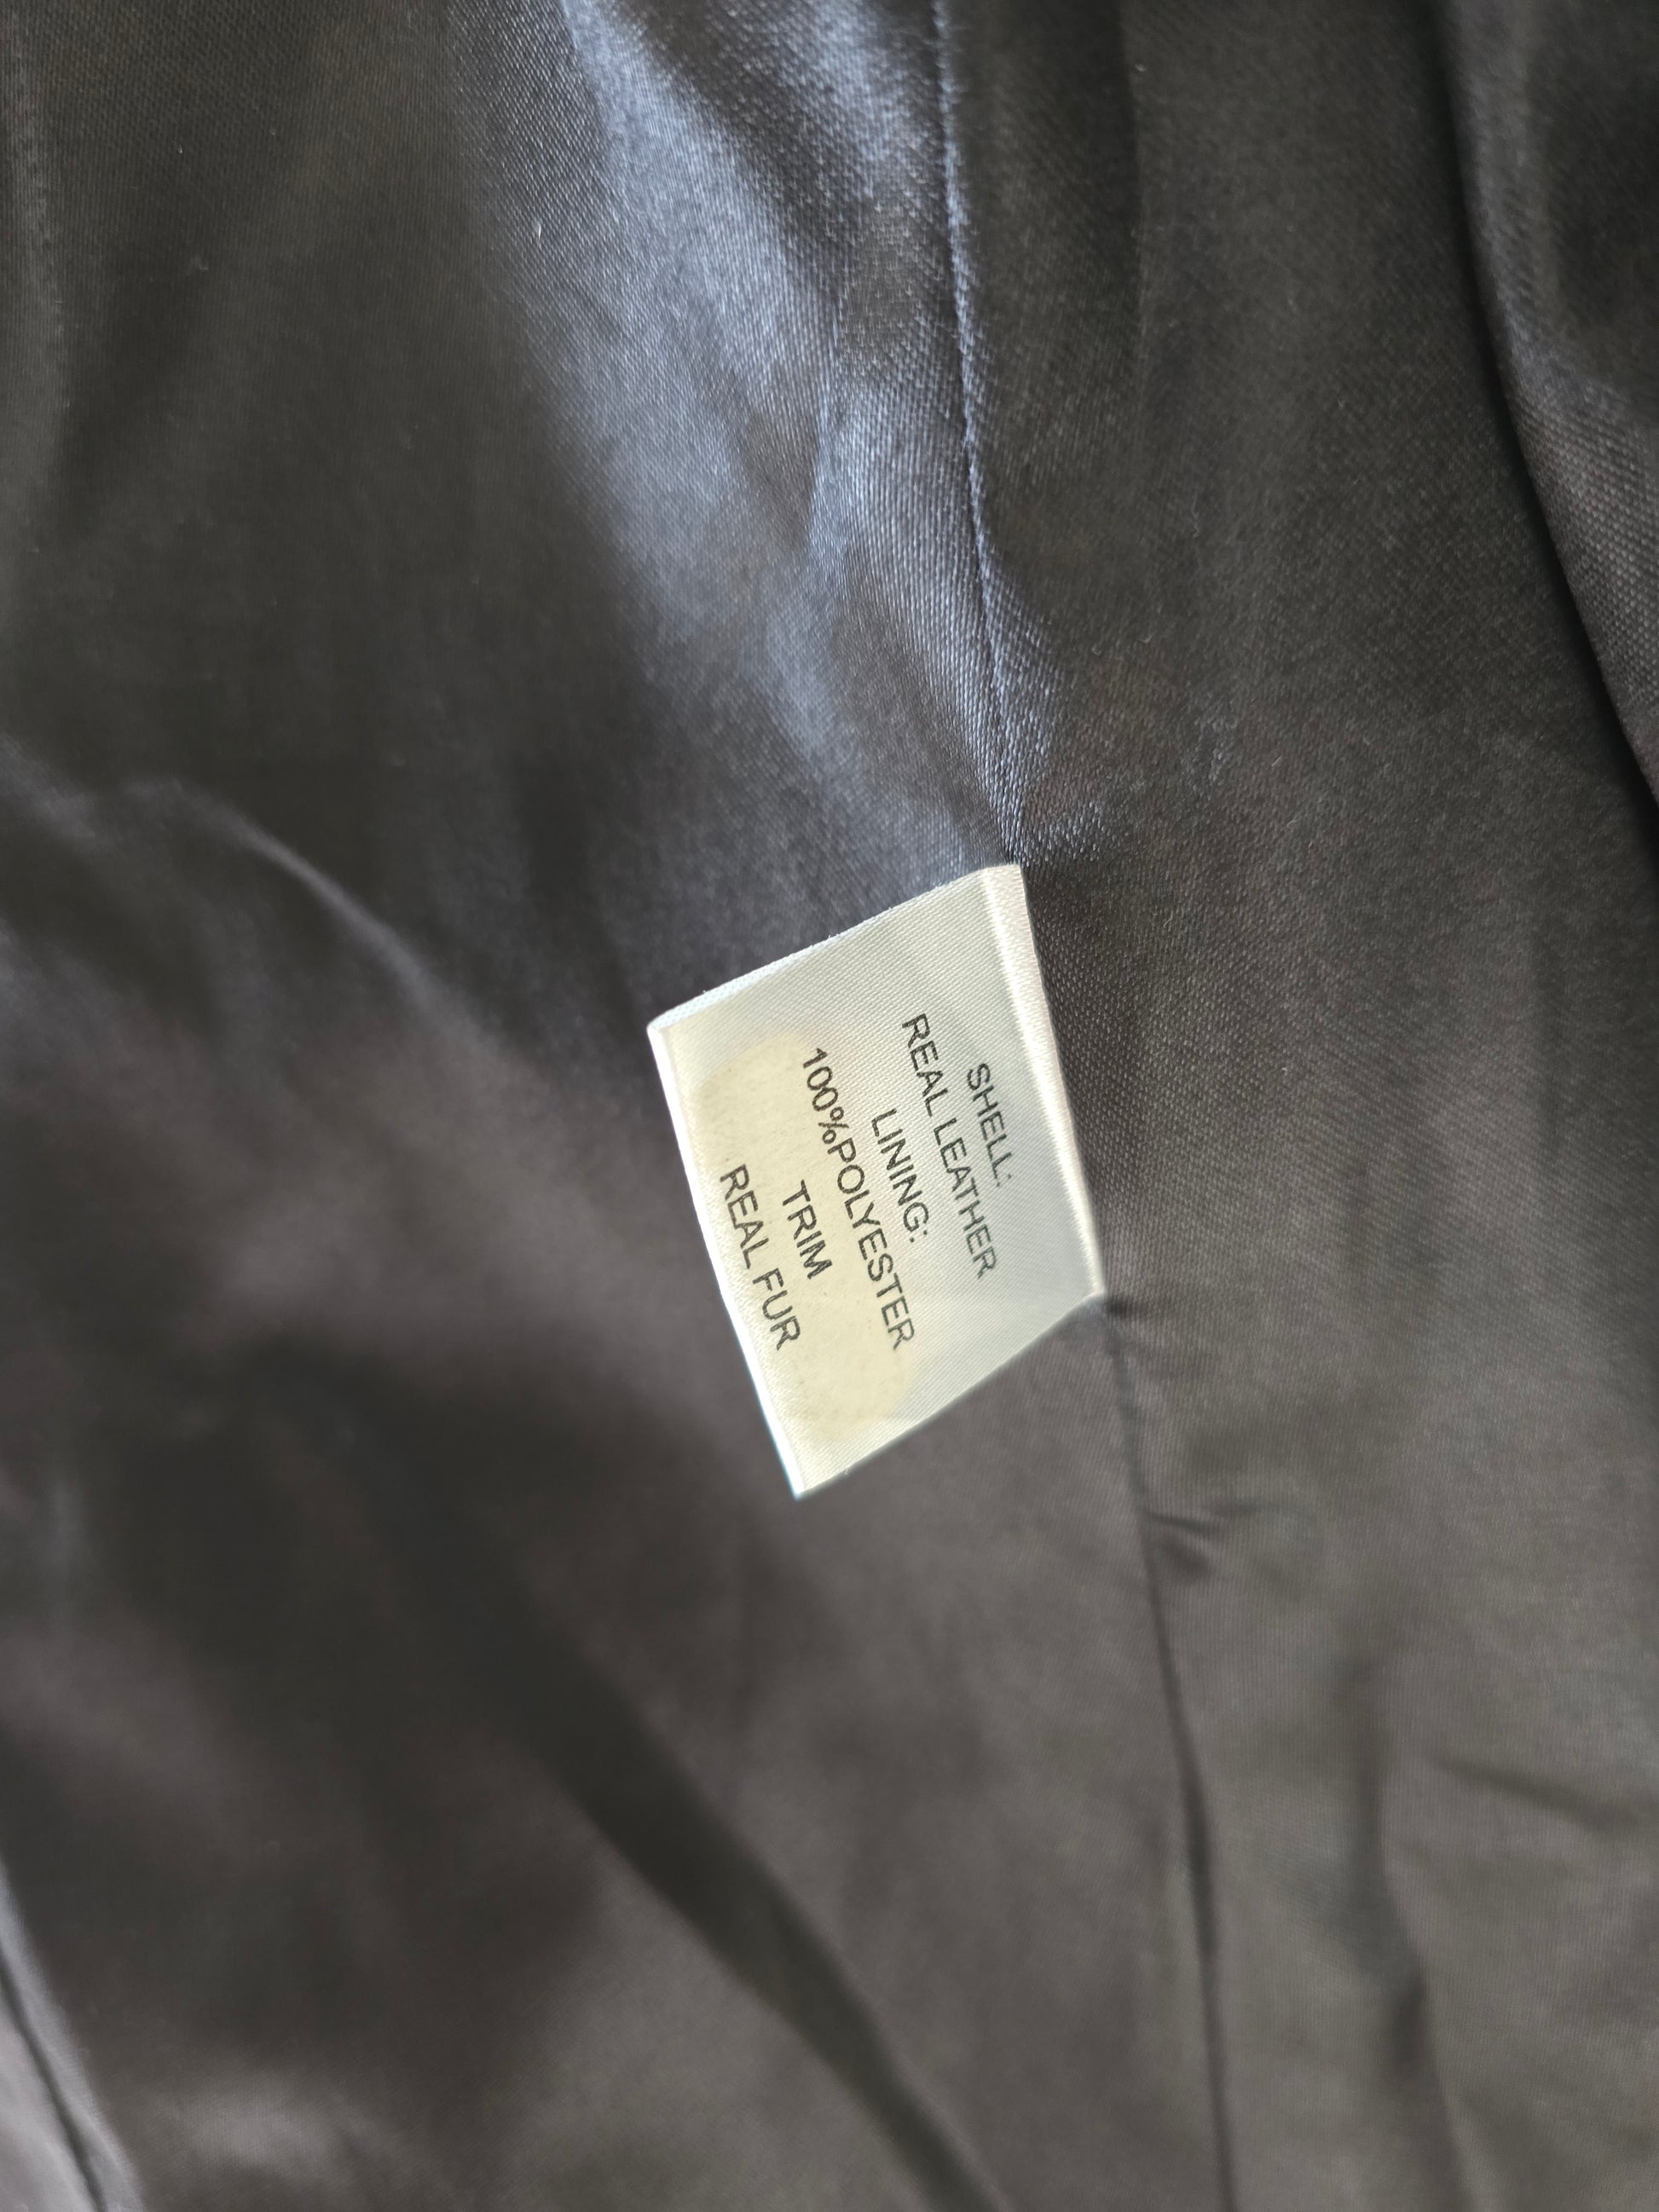 SHELL:
REAL LEATHER
LINING:
100%POLYESTER
TRIM
REAL FUR